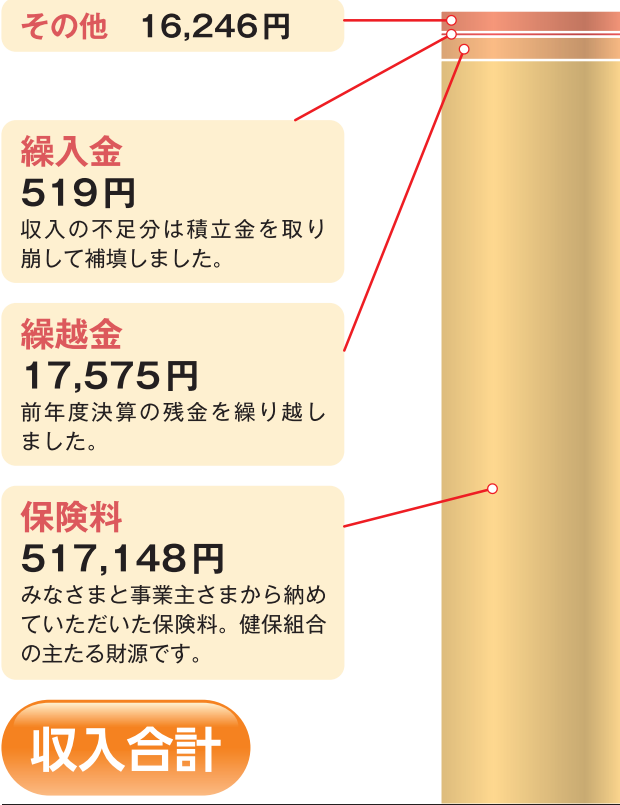 その他　16,246円
繰入金
519円
収入の不足分は積立金を取り
崩して補填しました。
繰越金
17,575円
前年度決算の残金を繰り越し
ました。
保険料
517,148円
みなさまと事業主さまから納め
ていただいた保険料。健保組合
の主たる財源です。
収入合計